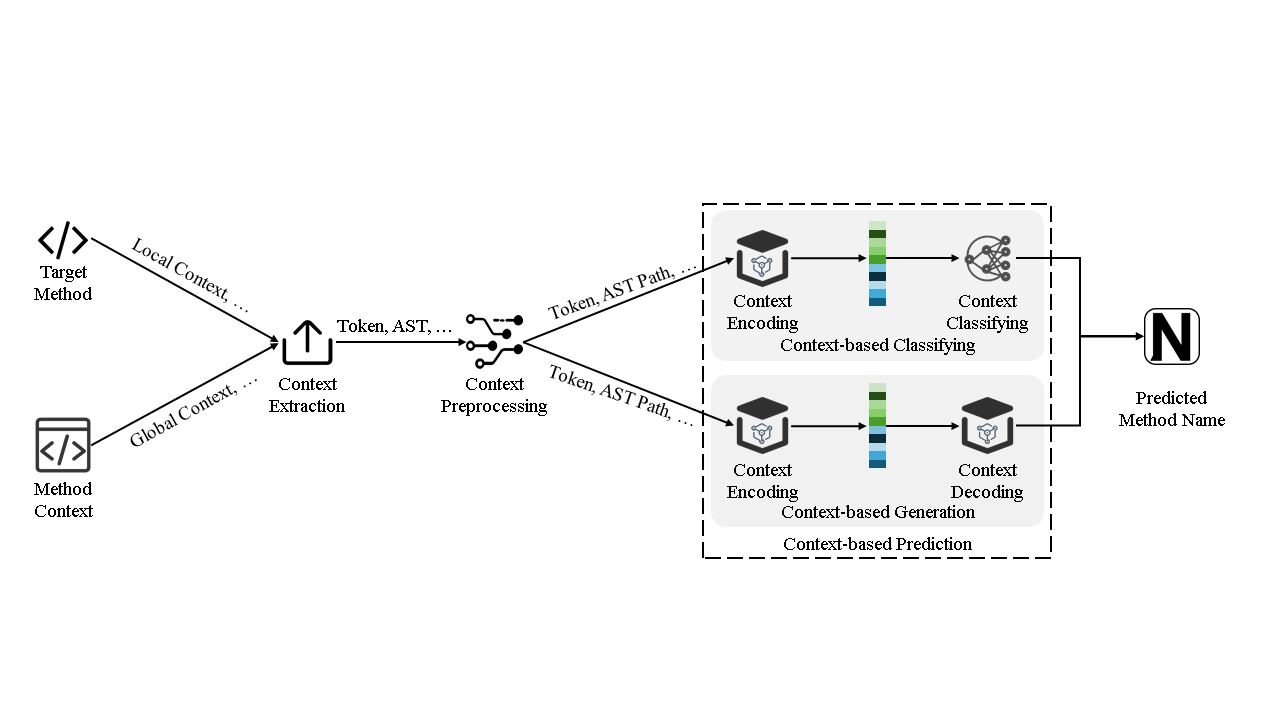 Target
Method
Local Context, …
Global Context, …
Method
Context
Context
Extraction
Token, AST, …
Context
Preprocessing
Token, AST Path, …
Token, AST Path, …
Context
Encoding
Context
Classifying
Context-based Classifying
Context
Encoding
Context
Decoding
Context-based Generation
Context-based Prediction
N
Predicted
Method Name